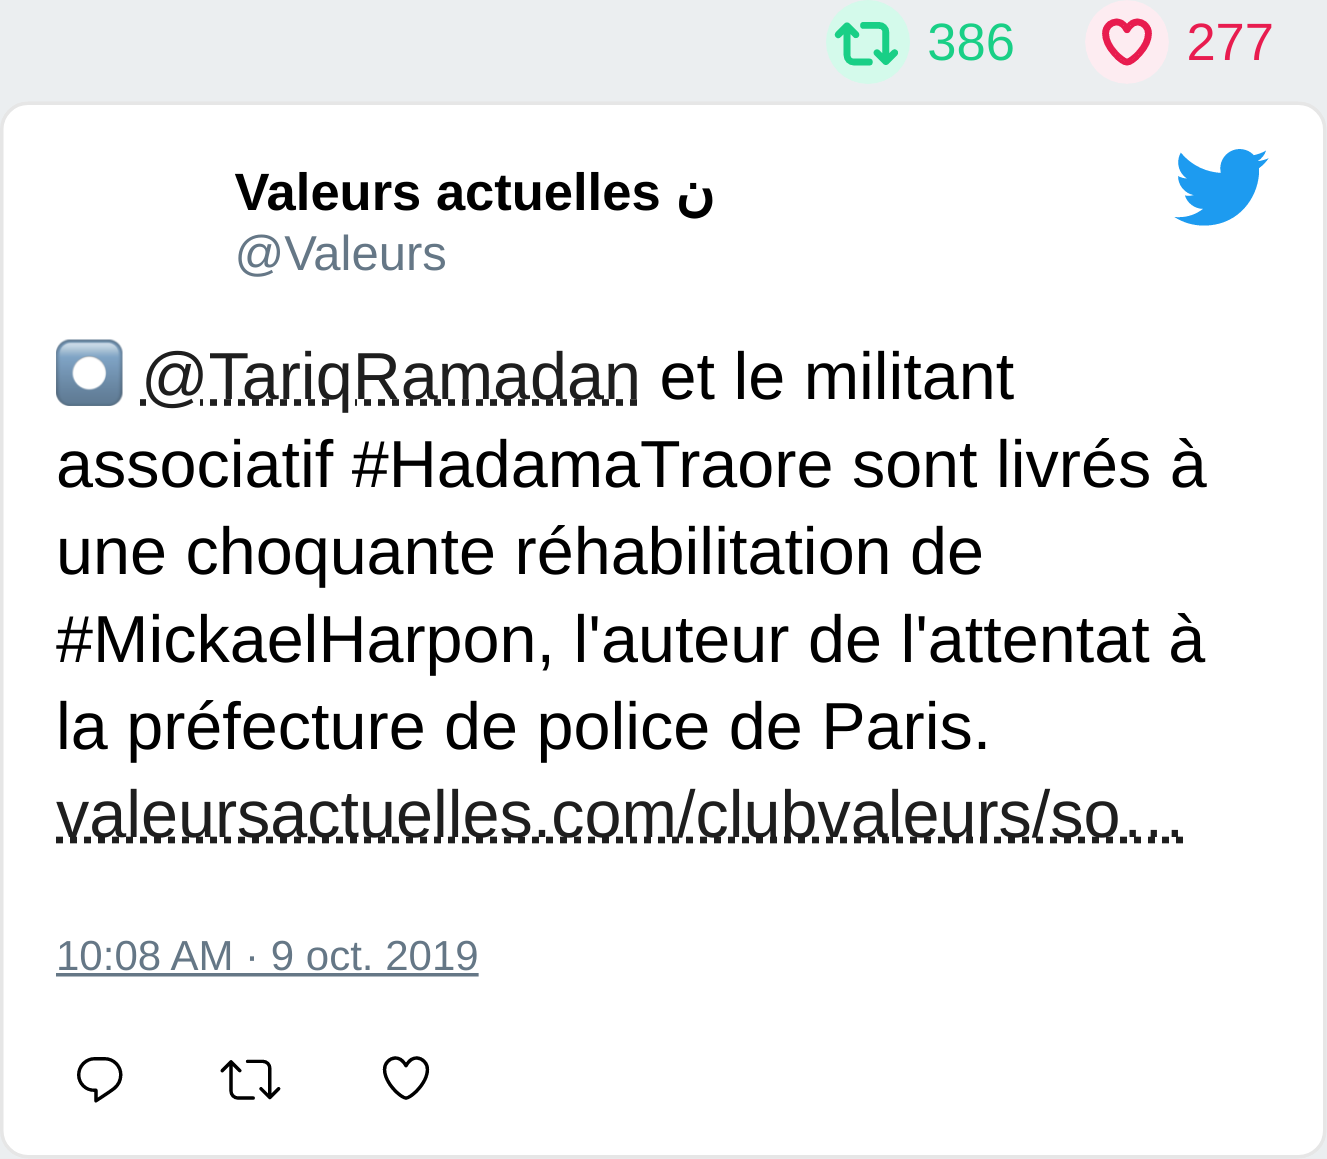 386 277
Valeurs actuelles ن
@Valeurs
@TariqRamadan et le militant
associatif #HadamaTraore sont livrés à
une choquante réhabilitation de
#MickaelHarpon, l'auteur de l'attentat à
la préfecture de police de Paris.
valeursactuelles.com/clubvaleurs/so…
10:08 AM · 9 oct. 2019